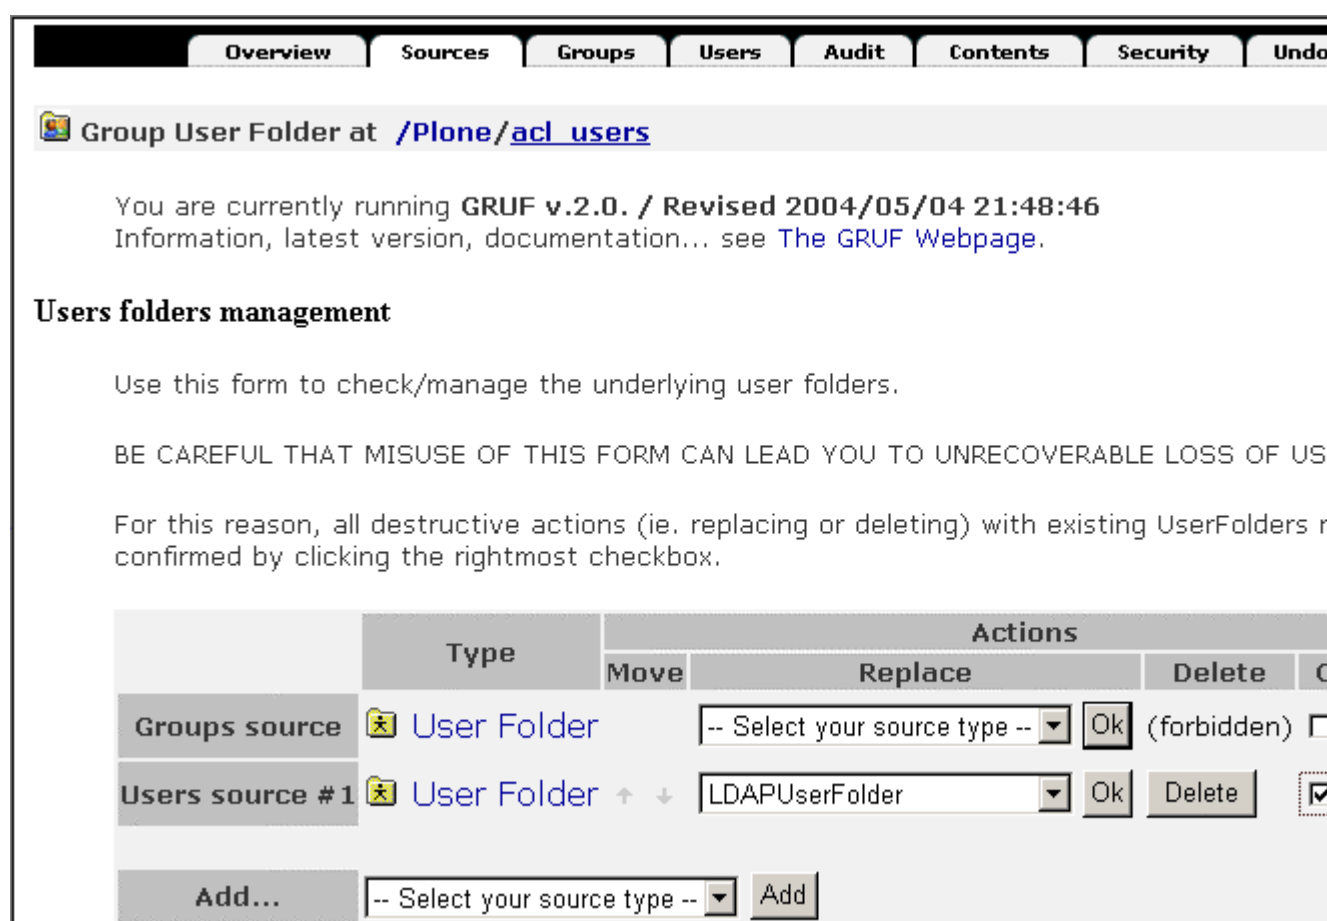 Overview Sources Groups Users Audit Contents Security Undo
Group User Folder at /Plone/acl_users
You are currently running GRUF v.2.0. / Revised 2004/05/04 21:48:46
Information, latest version, documentation... see The GRUF Webpage.
Users folders management
Use this form to check/manage the underlying user folders.
BE CAREFUL THAT MISUSE OF THIS FORM CAN LEAD YOU TO UNRECOVERABLE LOSS OF US
For this reason, all destructive actions (ie. replacing or deleting) with existing UserFolders
confirmed by clicking the rightmost checkbox.
Type Actions
Move Replace Delete
Groups source User Folder -- Select your source type -- Ok (forbidden)
Users source #1 User Folder LDAPUserFolder Ok Delete
Add... -- Select your source type -- Add